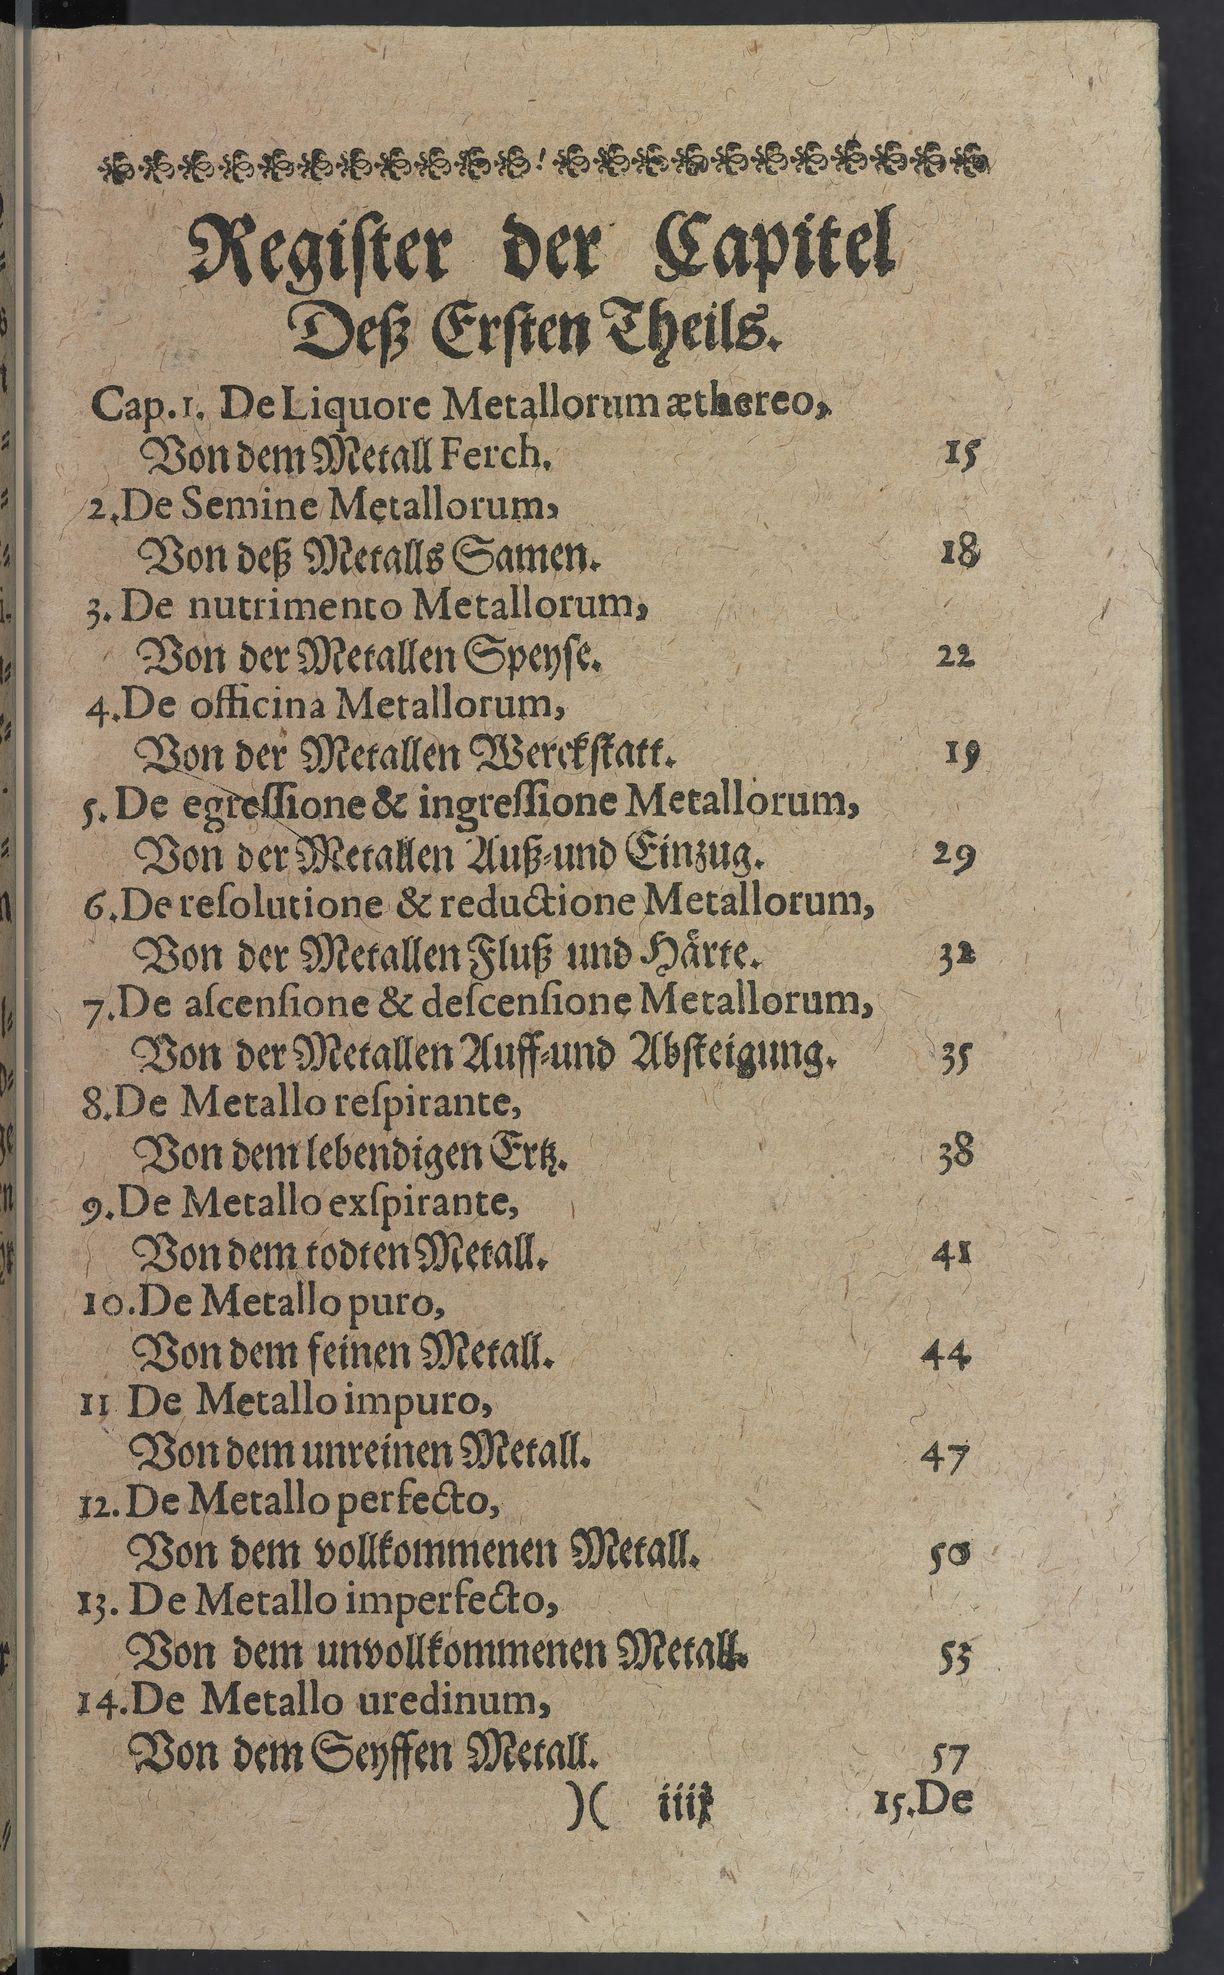 Regiſter der Capitel
Deß Erſten Theils.
Cap. 1. De Liquore Metallorum æthereo,
Von dem Metall Ferch. 15
2. De Semine Metallorum,
Von deß Metalls Samen. 18
3. De nutrimento Metallorum,
Von der Metallen Speyſe. 22
4. De officina Metallorum,
Von der Metallen Werckſtatt. 19
5. De egreſſione & ingreſſione Metallorum,
Von der Metallen Auß-und Einzug. 29
6. De reſolutione & reductione Metallorum,
Von der Metallen Fluß und Härte. 32
7. De aſcenſione & deſcenſione Metallorum,
Von der Metallen Auff-und Abſteigung. 35
8. De Metallo reſpirante,
Von dem lebendigen Ertz. 38
9. De Metallo exſpirante,
Von dem todten Metall. 41
10. De Metallo puro,
Von dem feinen Metall. 44
11 De Metallo impuro,
Von dem unreinen Metall. 47
12. De Metallo perfecto,
Von dem vollkommenen Metall. 50
13. De Metallo imperfecto,
Von dem unvollkommenen Metall. 53
14. De Metallo uredinum,
Von dem Seyffen Metall. 57
)( iiij 15. De